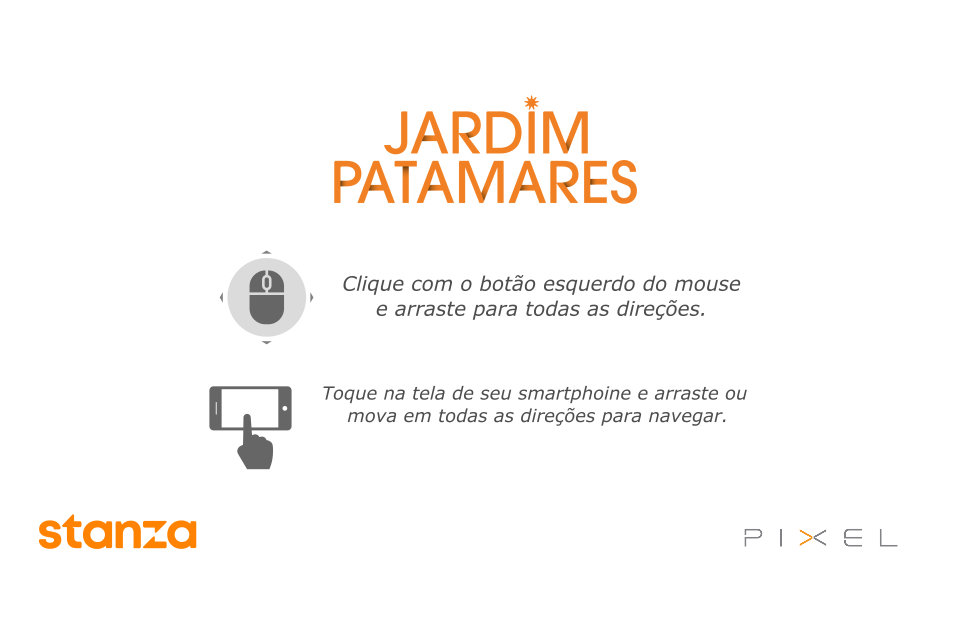 JARDIM
PATAMARES
Clique com o botão esquerdo do mouse
e arraste para todas as direções.
Toque na tela de seu smartphoine e arraste ou
mova em todas as direções para navegar.
stanza
PIXEL